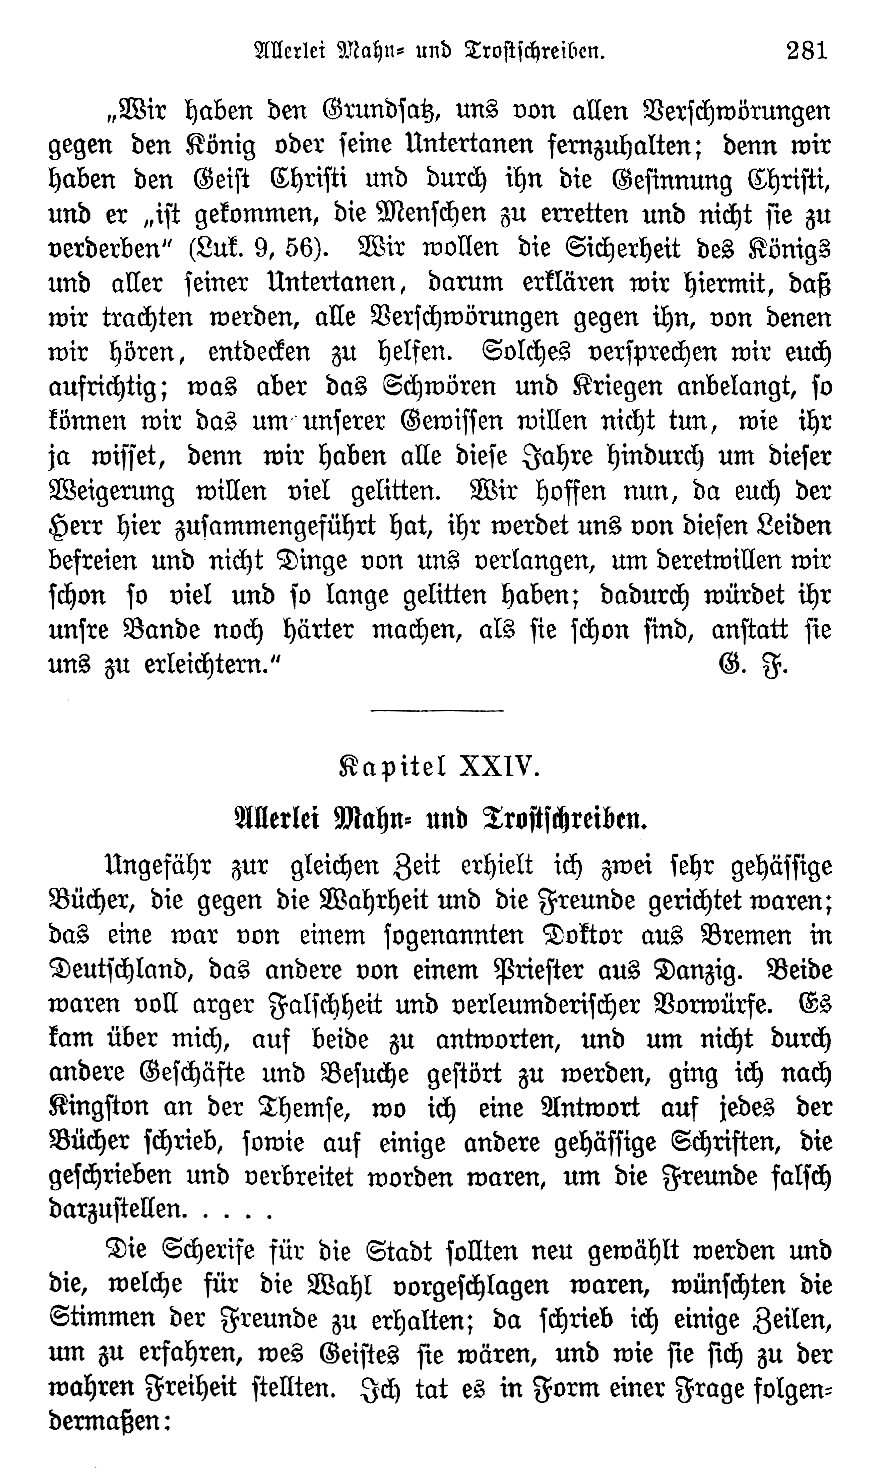 Allerlei Mahn- und Trostschreiben. 281
„Wir haben den Grundsatz, uns von allen Verschwörungen
gegen den König oder seine Untertanen fernzuhalten; denn wir
haben den Geist Christi und durch ihn die Gesinnung Christi,
und er „ist gekommen, die Menschen zu erretten und nicht sie zu
verderben“ (Luk. 9, 56). Wir wollen die Sicherheit des Königs
und aller seiner Untertanen, darum erklären wir hiermit, daß
wir trachten werden, alle Verschwörungen gegen ihn, von denen
wir hören, entdecken zu helfen. Solches versprechen wir euch
aufrichtig; was aber das Schwören und Kriegen anbelangt, so
können wir das um unserer Gewissen willen nicht tun, wie ihr
ja wisset, denn wir haben alle diese Jahre hindurch um dieser
Weigerung willen viel gelitten. Wir hoffen nun, da euch der
Herr hier zusammengeführt hat, ihr werdet uns von diesen Leiden
befreien und nicht Dinge von uns verlangen, um deretwillen wir
schon so viel und so lange gelitten haben; dadurch würdet ihr
unsre Bande noch härter machen, als sie schon sind, anstatt sie
uns zu erleichtern.“ G. F.
Kapitel XXIV.
Allerlei Mahn- und Trostschreiben.
Ungefähr zur gleichen Zeit erhielt ich zwei sehr gehässige
Bücher, die gegen die Wahrheit und die Freunde gerichtet waren;
das eine war von einem sogenannten Doktor aus Bremen in
Deutschland, das andere von einem Priester aus Danzig. Beide
waren voll arger Falschheit und verleumderischer Vorwürfe. Es
kam über mich, auf beide zu antworten, und um nicht durch
andere Geschäfte und Besuche gestört zu werden, ging ich nach
Kingston an der Themse, wo ich eine Antwort auf jedes der
Bücher schrieb, sowie auf einige andere gehässige Schriften, die
geschrieben und verbreitet worden waren, um die Freunde falsch
darzustellen. . . . .
Die Scherife für die Stadt sollten neu gewählt werden und
die, welche für die Wahl vorgeschlagen waren, wünschten die
Stimmen der Freunde zu erhalten; da schrieb ich einige Zeilen,
um zu erfahren, wes Geistes sie wären, und wie sie sich zu der
wahren Freiheit stellten. Ich tat es in Form einer Frage folgen-
dermaßen: